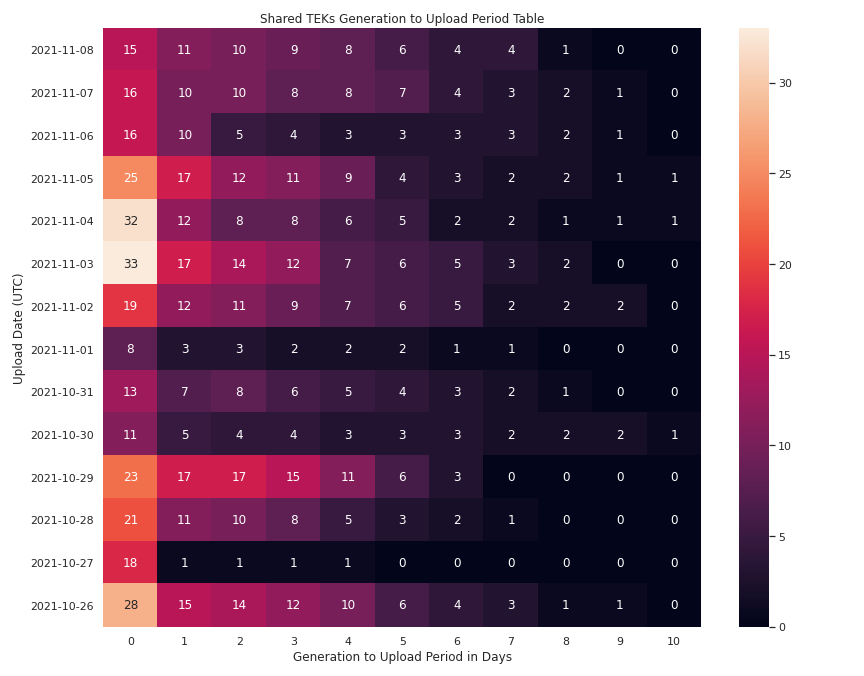 Shared TEKs Generation to Upload Period Table
Upload Date (UTC)
2021-11-08 15 11 10 9 8 6 4 4 1 0 0
2021-11-07 16 10 10 8 8 7 4 3 2 1 0
2021-11-06 16 10 5 4 3 3 3 3 2 1 0
2021-11-05 25 17 12 11 9 4 3 2 2 1 1
2021-11-04 32 12 8 8 6 5 2 2 1 1 1
2021-11-03 33 17 14 12 7 6 5 3 2 0 0
2021-11-02 19 12 11 9 7 6 5 2 2 2 0
2021-11-01 8 3 3 2 2 2 1 1 0 0 0
2021-10-31 13 7 8 6 5 4 3 2 1 0 0
2021-10-30 11 5 4 4 3 3 3 2 2 2 1
2021-10-29 23 17 17 15 11 6 3 0 0 0 0
2021-10-28 21 11 10 8 5 3 2 1 0 0 0
2021-10-27 18 1 1 1 1 0 0 0 0 0 0
2021-10-26 28 15 14 12 10 6 4 3 1 1 0
0 1 2 3 4 5 6 7 8 9 10
Generation to Upload Period in Days
30
25
20
15
10
5
0